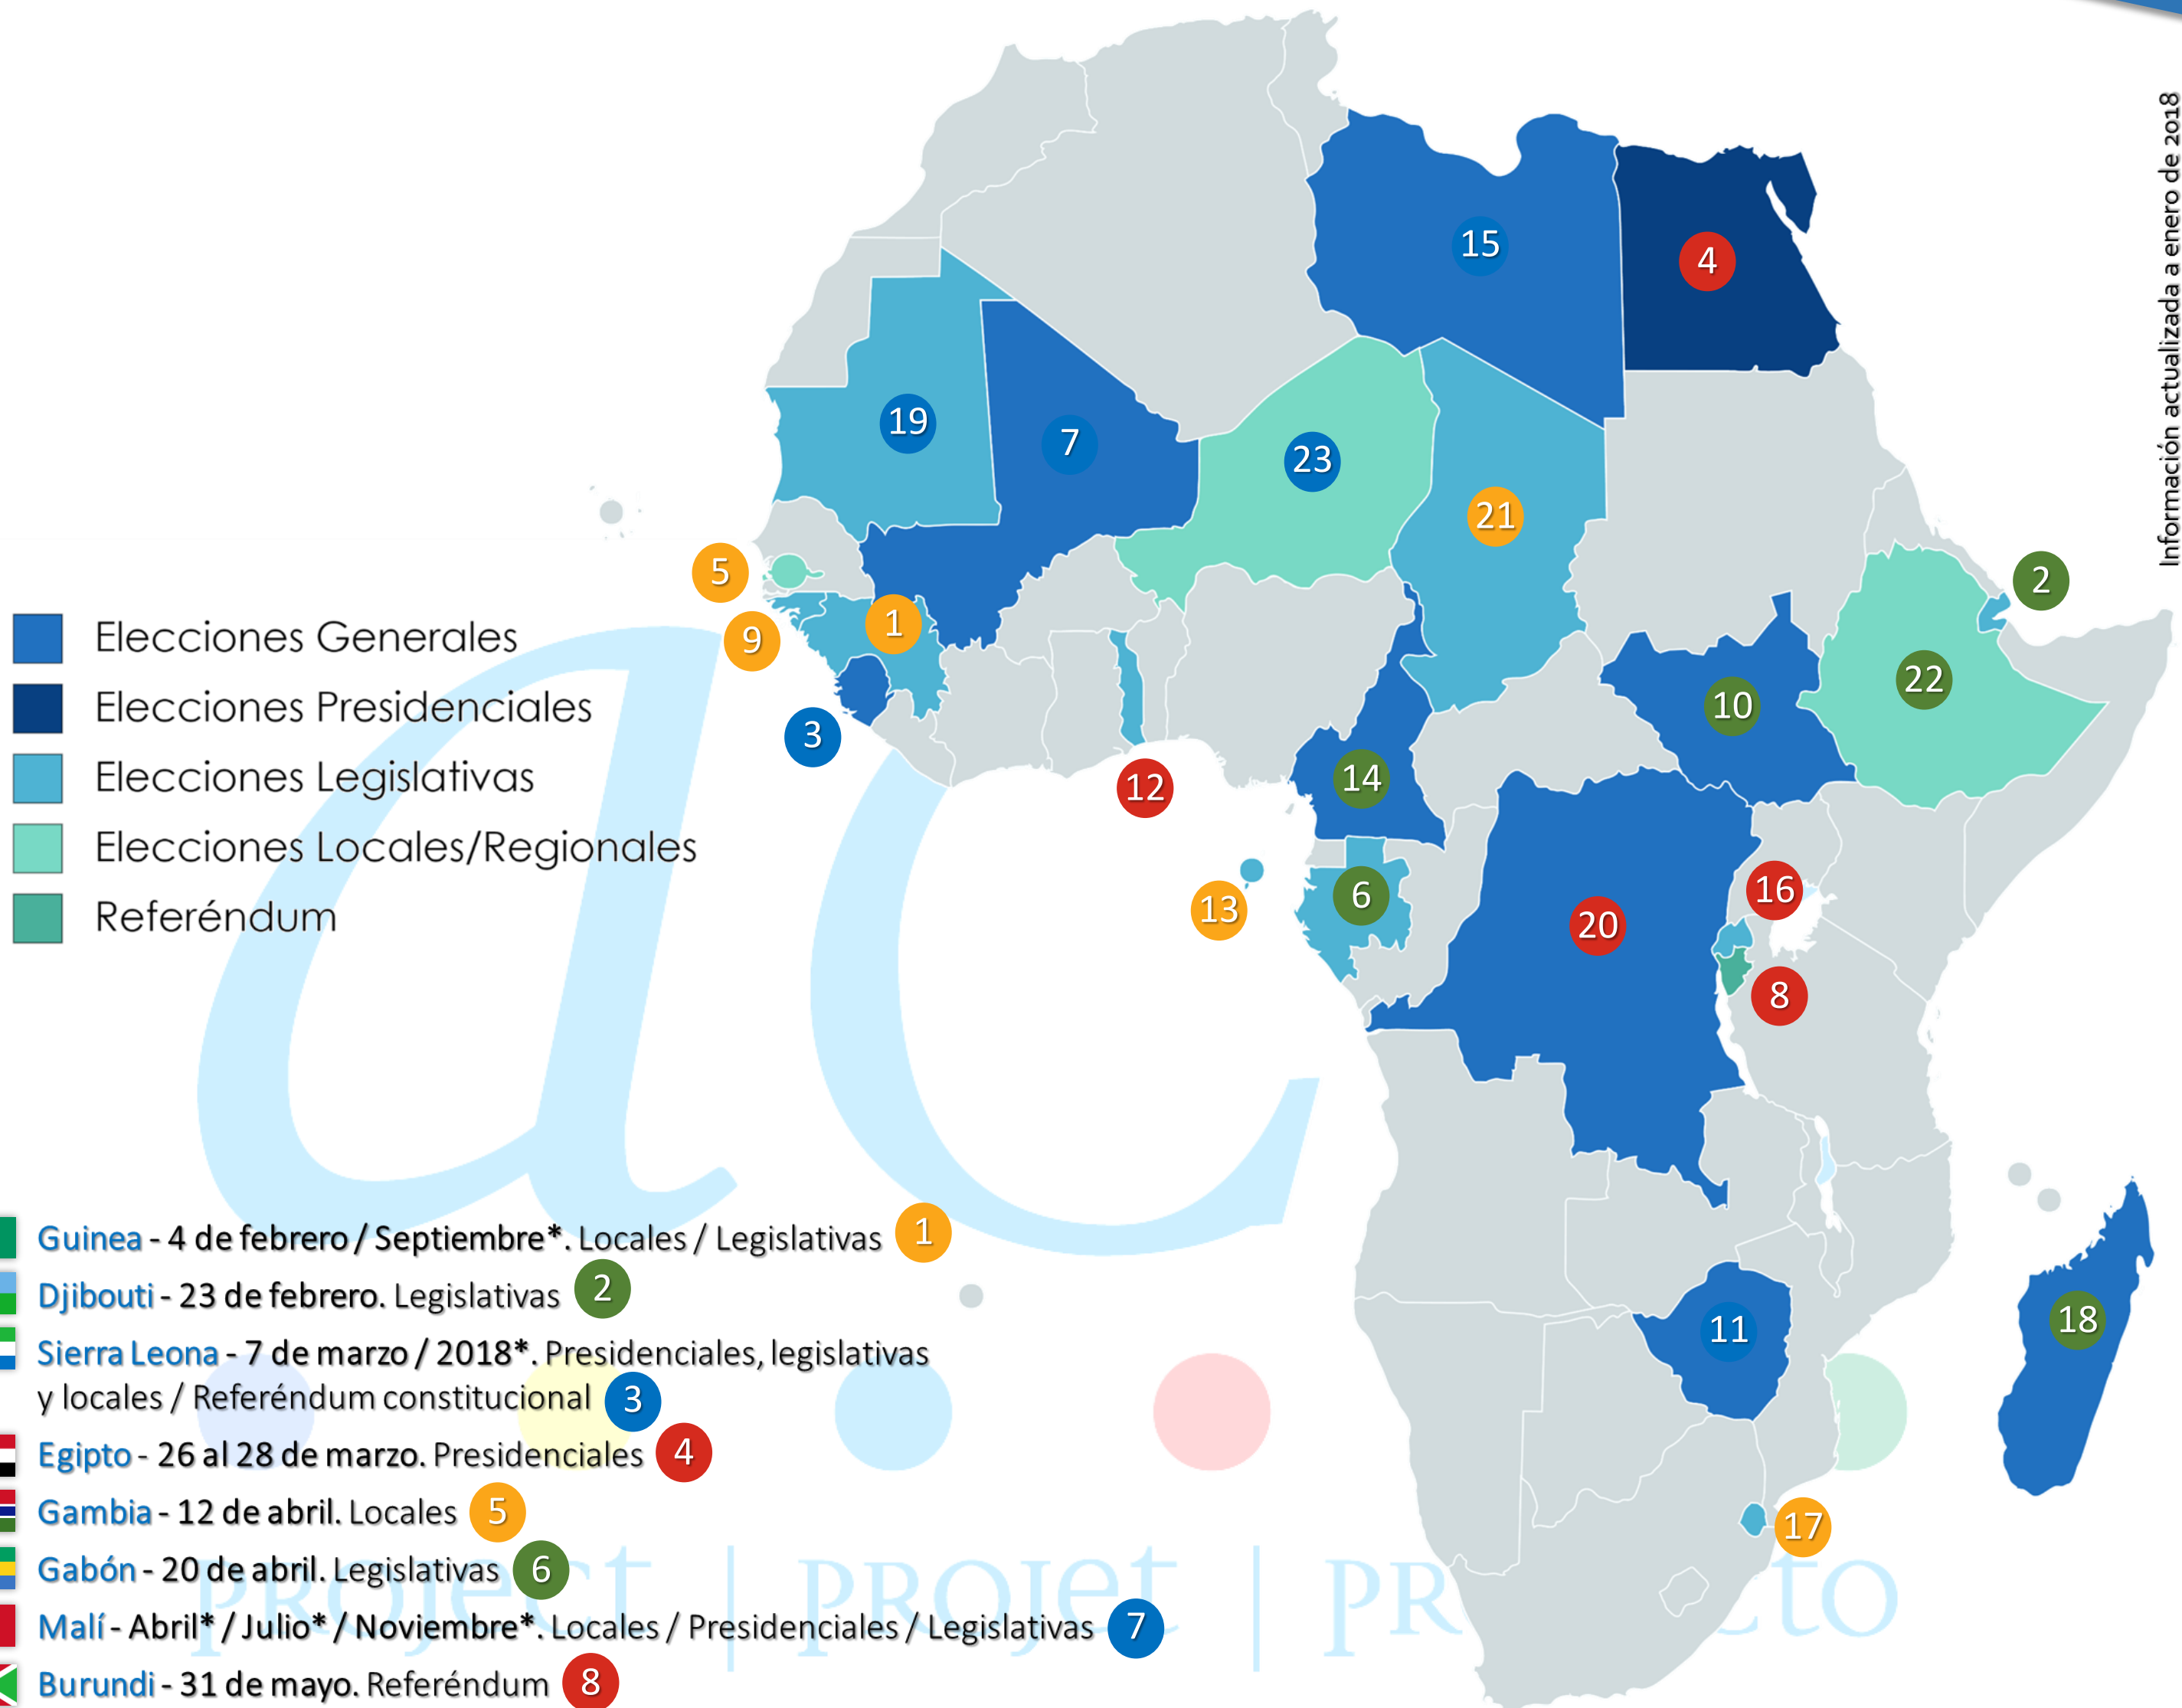 Información actualizada a enero de 2018
15
4
19
7
23
21
5
2
1
9
22
10
3
14
12
16
6
13
20
8
18
11
17
Elecciones Generales
Elecciones Presidenciales
Elecciones Legislativas
Elecciones Locales/Regionales
Referéndum
ac
Guinea - 4 de febrero / Septiembre*. Locales / Legislativas 1
Djibouti - 23 de febrero. Legislativas 2
Sierra Leona - 7 de marzo / 2018*. Presidenciales, legislativas
y locales / Referéndum constitucional 3
Egipto - 26 al 28 de marzo. Presidenciales 4
Gambia - 12 de abril. Locales 5
Gabón - 20 de abril. Legislativas 6
Malí - Abril* / Julio* / Noviembre*. Locales / Presidenciales / Legislativas 7
Burundi - 31 de mayo. Referéndum 8
project | projet |